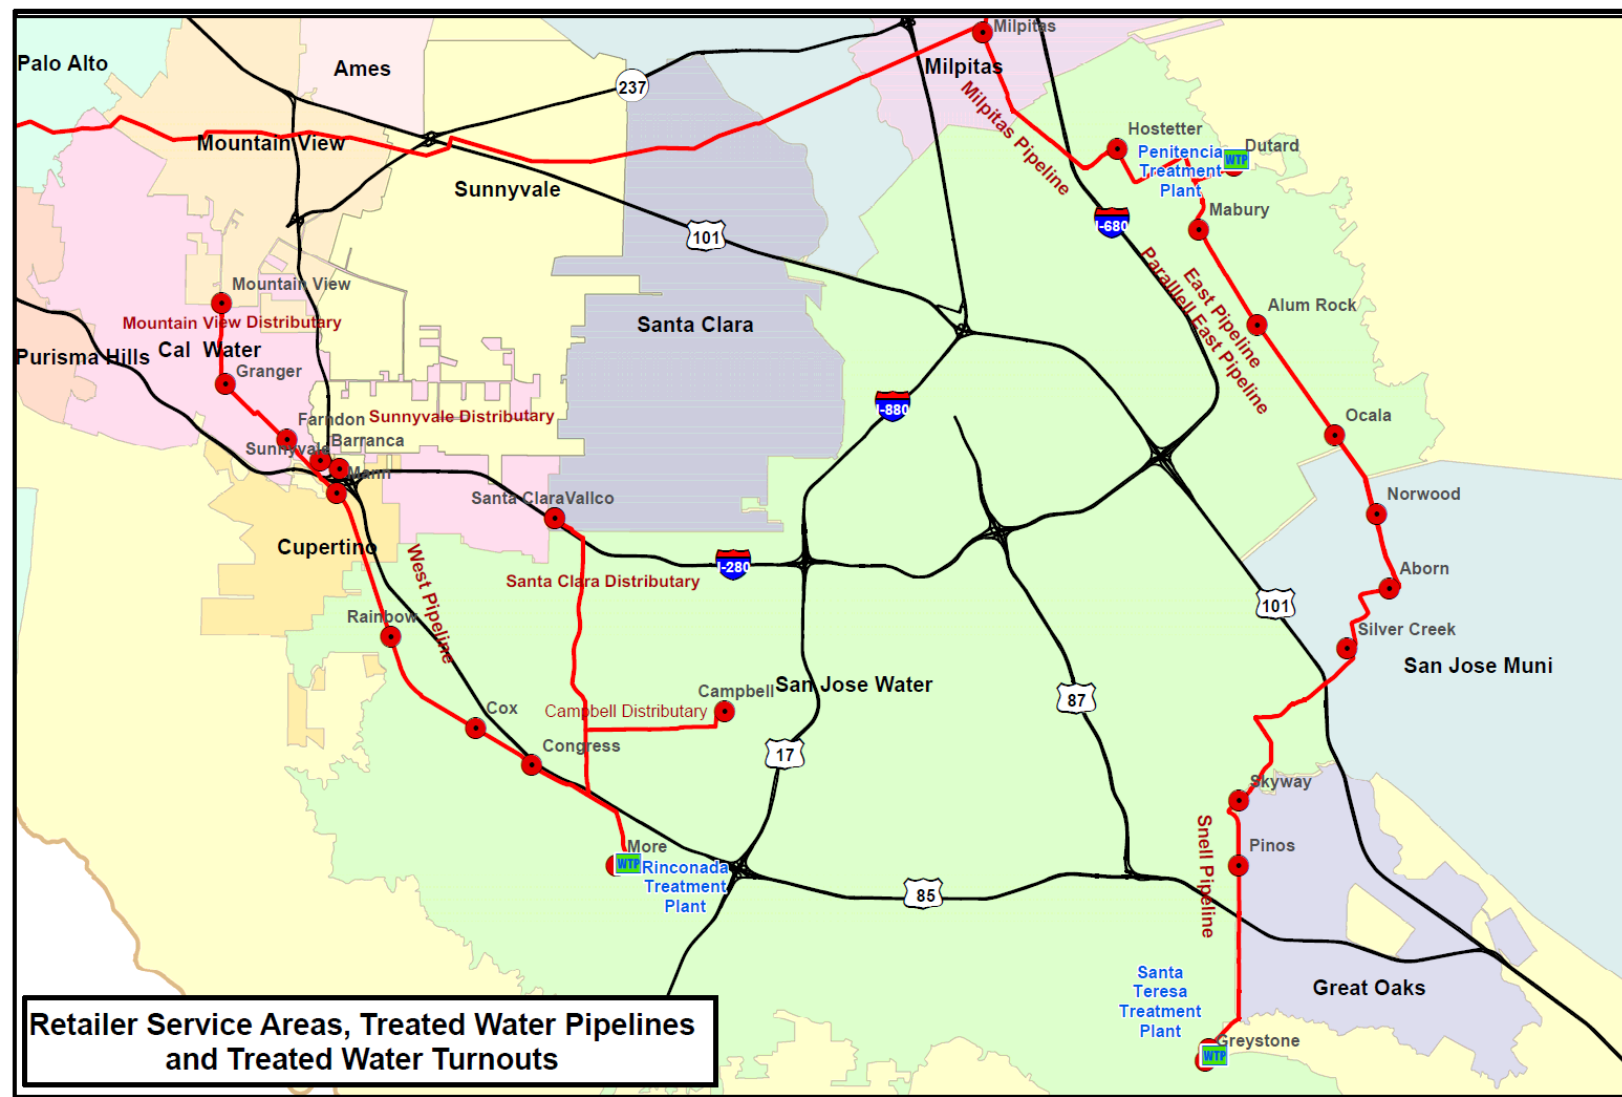 Palo Alto
Ames
237
Milpitas
Milpitas
Milpitas Pipeline
Mountain View
Hostetter
Dutard
WTP
Penitencia
Treatment
Plant
Sunnyvale
Mabury
101
I-680
East Pipeline
Paralllell East Pipeline
Mountain View
Mountain View Distributary
Alum Rock
Santa Clara
Purisma Hills
Cal Water
Granger
I-880
Sunnyvale Distributary
Farndon
Ocala
Sunnyvale
Barranca
Mann
Santa Clara
Vallco
Norwood
Cupertino
West Pipeline
I-280
Santa Clara Distributary
Aborn
101
Rainbow
Silver Creek
San Jose Muni
San Jose Water
Campbell
87
Cox
Campbell Distributary
Congress
17
Skyway
Snell Pipeline
Pinos
More
WTP
Rinconada
Treatment
Plant
85
Santa
Teresa
Treatment
Plant
Great Oaks
Greystone
WTP
Retailer Service Areas, Treated Water Pipelines
and Treated Water Turnouts